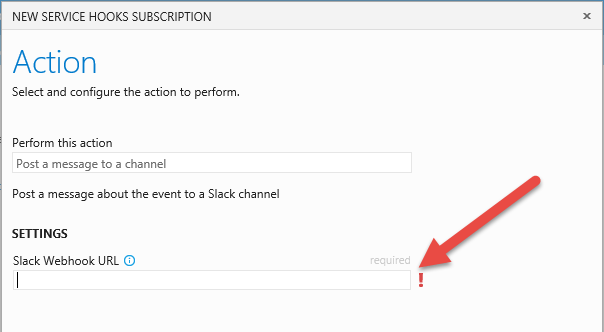 NEW SERVICE HOOKS SUBSCRIPTION
Action
Select and configure the action to perform.
Perform this action
Post a message to a channel
Post a message about the event to a Slack channel
SETTINGS
Slack Webhook URL required
!